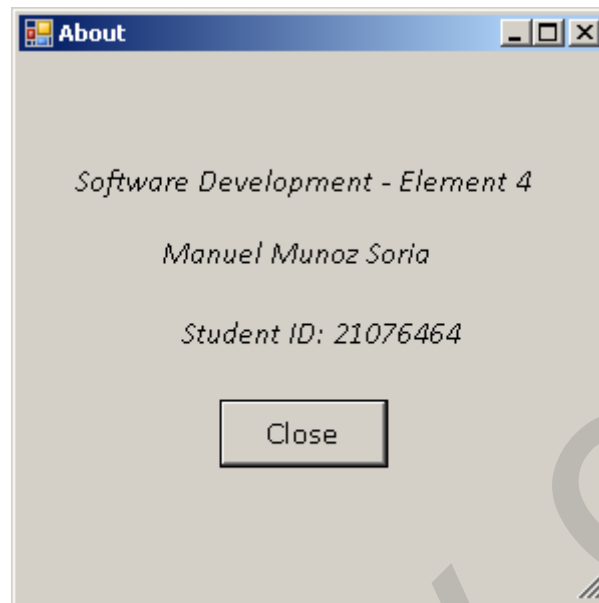 About
Software Development - Element 4
Manuel Munoz Soria
Student ID: 21076464
Close